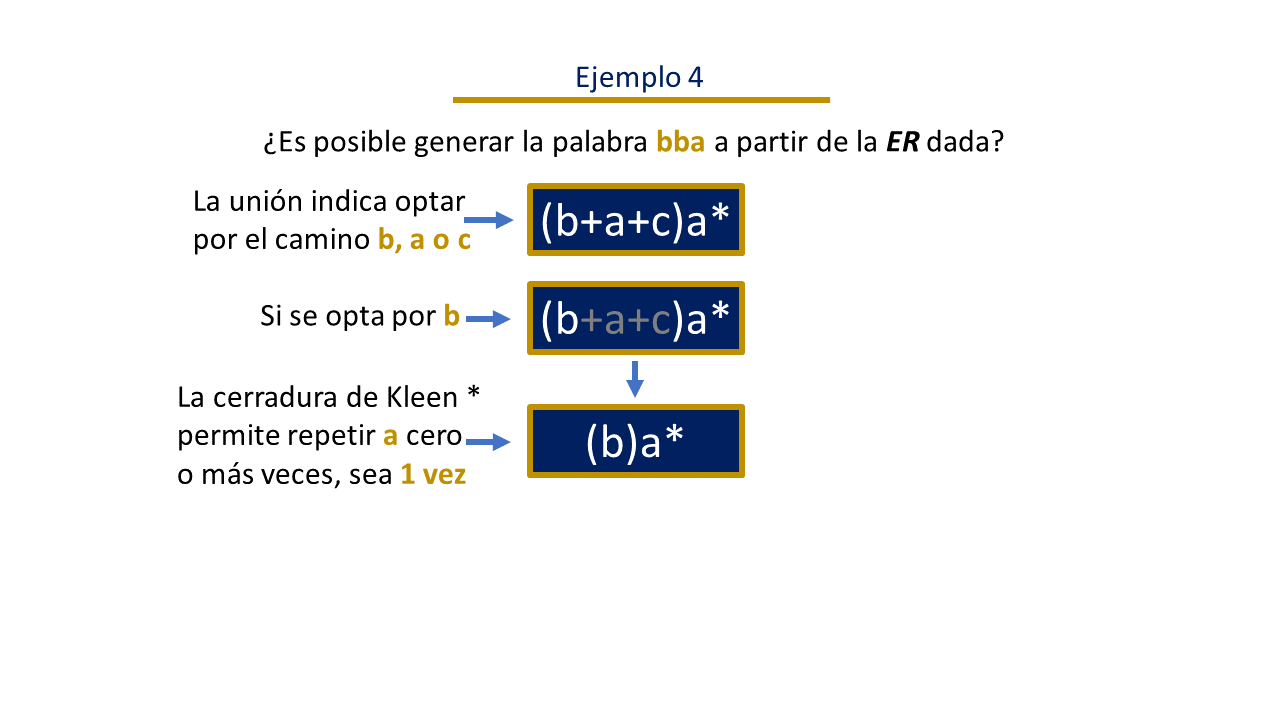 Ejemplo 4
¿Es posible generar la palabra bba a partir de la ER dada?
La unión indica optar
por el camino b, a o c
(b+a+c)a*
Si se opta por b
(b+a+c)a*
La cerradura de Kleen *
permite repetir a cero
o más veces, sea 1 vez
(b)a*